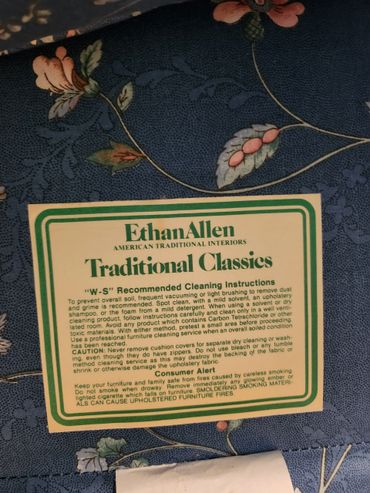 EthanAllen
AMERICAN TRADITIONAL INTERIORS
Traditional Classics
"W-S" Recommended Cleaning Instructions
To prevent overall soil, frequent vacuuming or light brushing to remove dust
and grime is recommended. Spot clean, with a mild solvent, an upholstery
shampoo, or the foam from a mild detergent. When using a solvent or dry
cleaning product, follow instructions carefully and clean only in a well venti-
lated room. Avoid any product which contains Carbon Tetrachloride or other
toxic materials. With either method, pretest a small area before proceeding.
Use a professional furniture cleaning service when an overall soiled condition
has been reached.
CAUTION: Never remove cushion covers for separate dry cleaning or wash-
ing, even though they do have zippers. Do not use bleach or any tumble
cleaning service as this may destroy the backing of the fabric or
shrink or otherwise damage the upholstery fabric.
Consumer Alert
Keep your furniture and family safe from fires caused by careless smoking
Do not smoke when drowsy. Remove immediately any glowing ember or
lighted cigarette which falls on furniture. SMOLDERING SMOKING MATERI-
ALS CAN CAUSE UPHOLSTERED FURNITURE FIRES